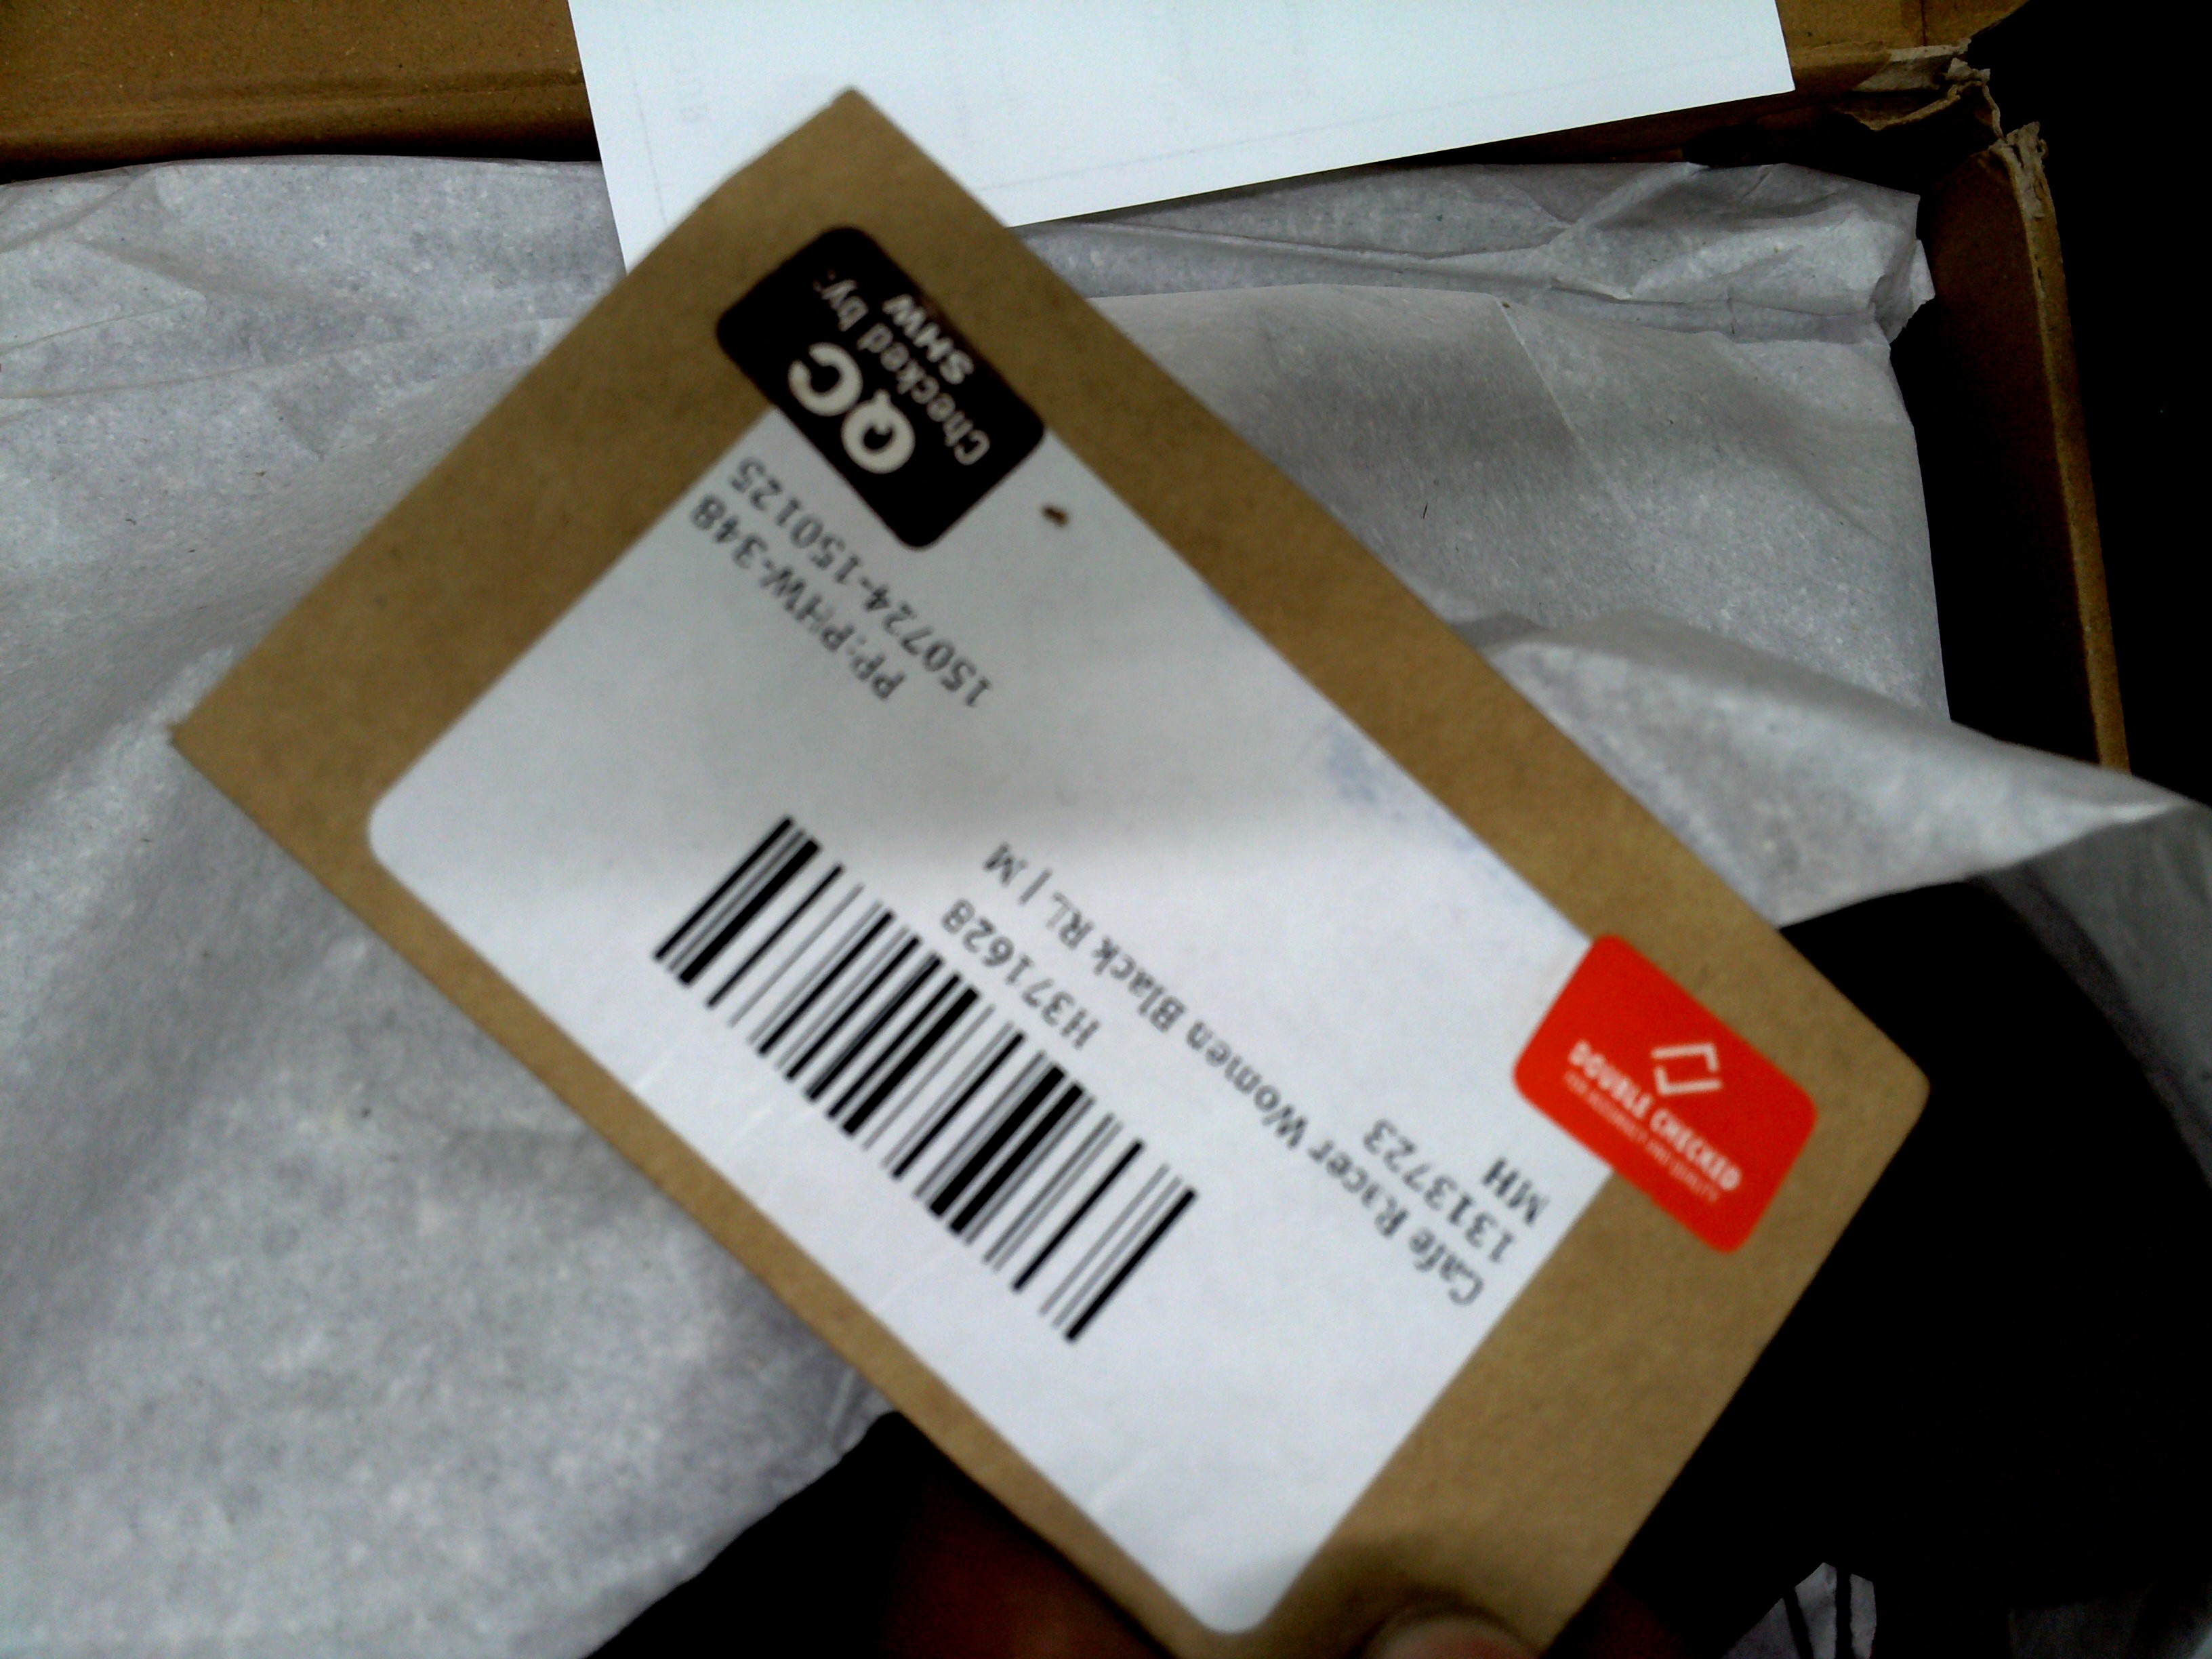 MH
13137723
Cafe Racer Women Black RL | M
H371628
150724-150125
PP:PHW-348
QC
Checked by:
SHW
DOUBLE CHECKED